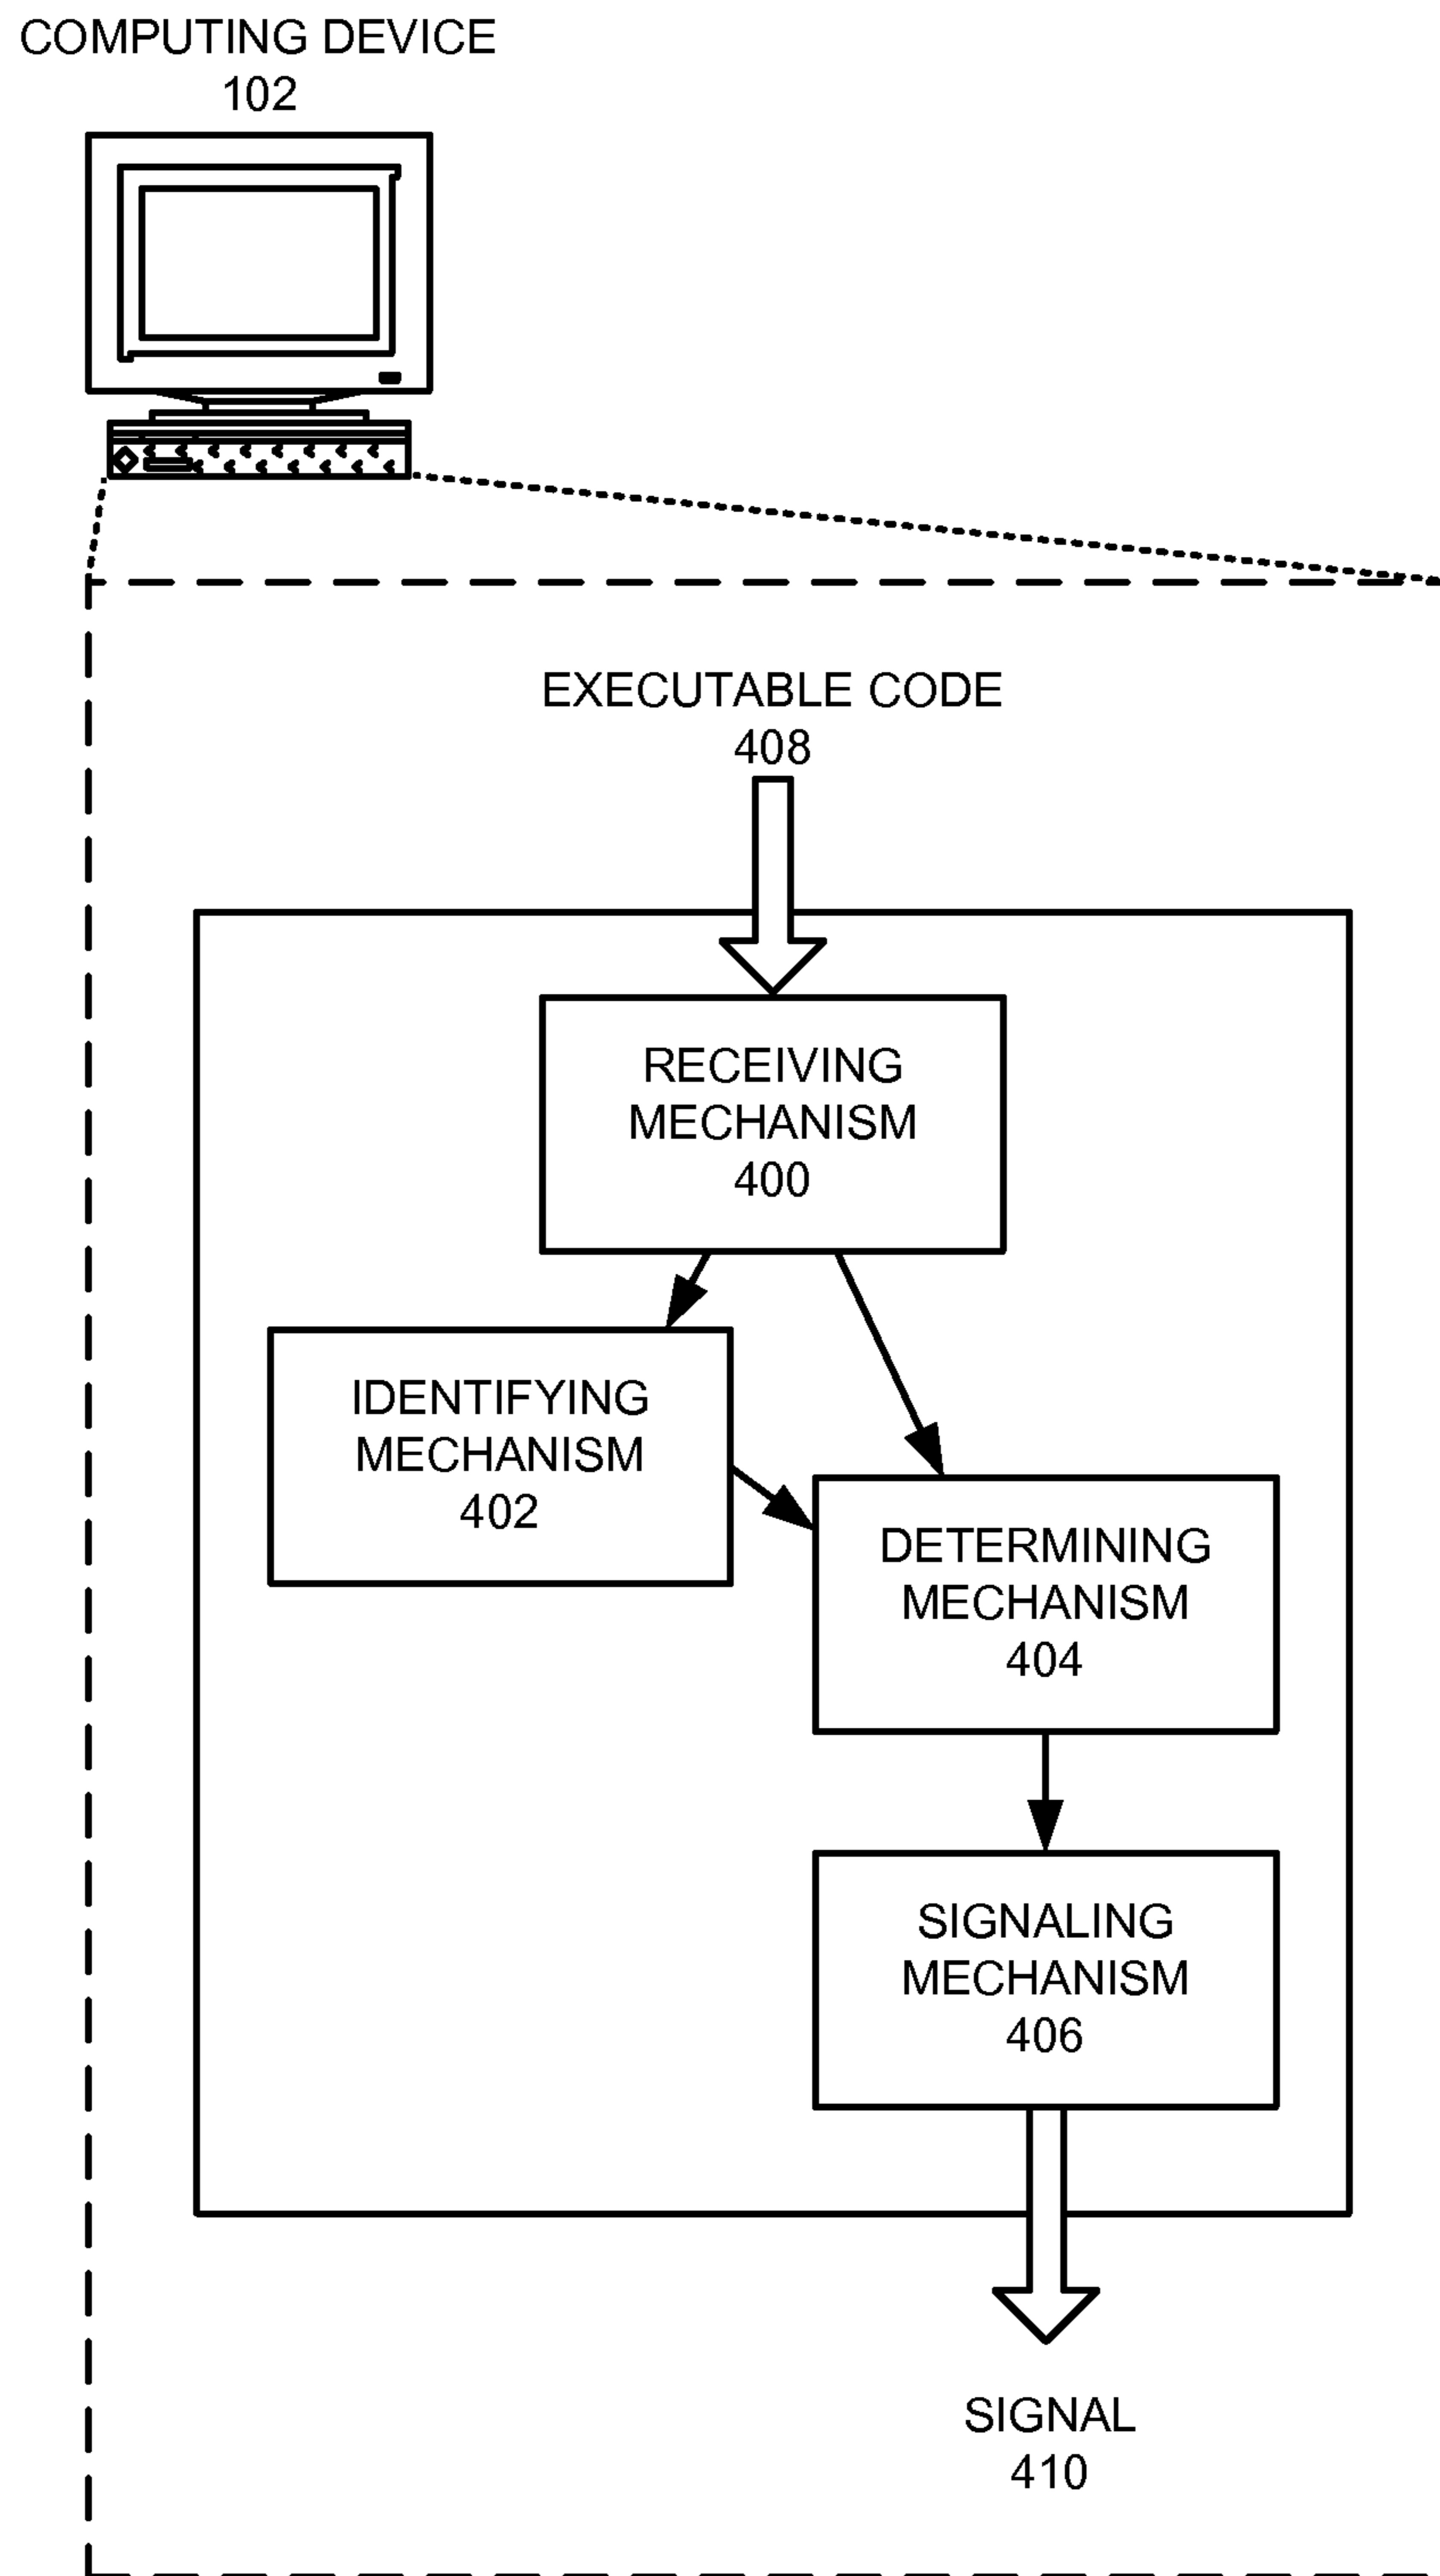 COMPUTING DEVICE
102
EXECUTABLE CODE
408
RECEIVING
MECHANISM
400
IDENTIFYING
MECHANISM
402
DETERMINING
MECHANISM
404
SIGNALING
MECHANISM
406
SIGNAL
410